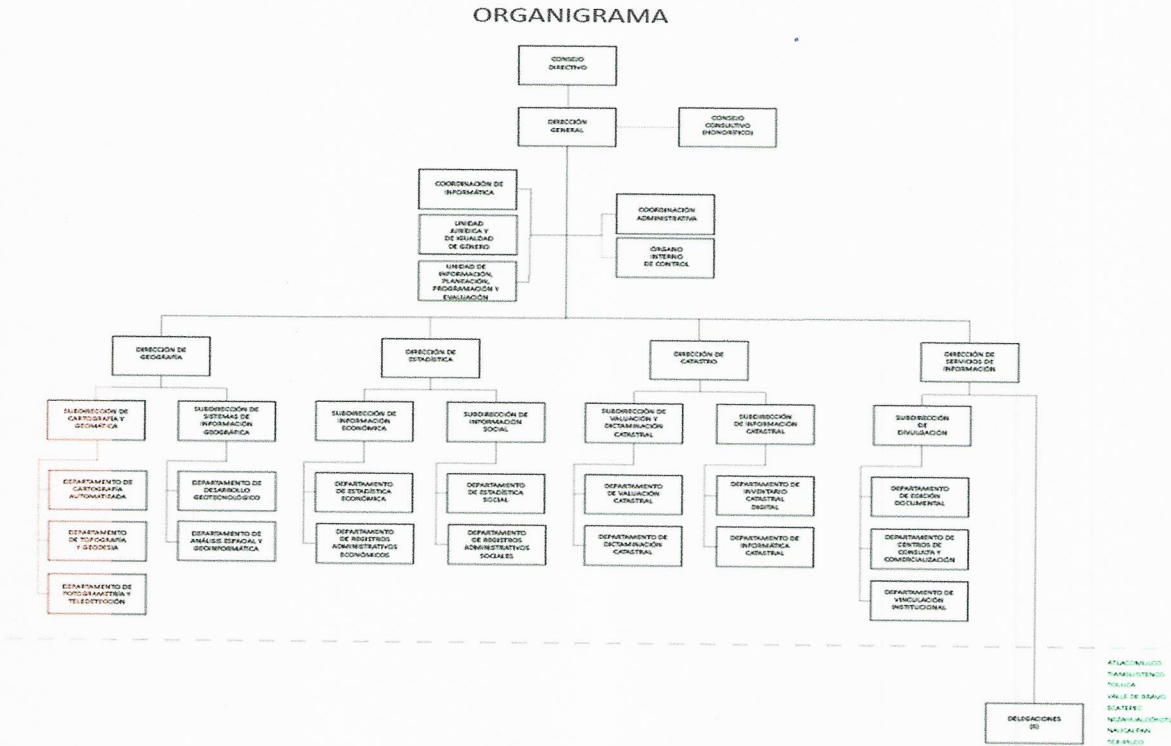 ORGANIGRAMA
CONSEJO
DIRECTIVO
DIRECCIÓN
GENERAL
CONSEJO
CONSULTIVO
(HONORÍFICO)
COORDINACIÓN DE
INFORMÁTICA
UNIDAD
JURÍDICA Y
DE IGUALDAD
DE GÉNERO
UNIDAD DE
INFORMACIÓN,
PLANEACIÓN,
PROGRAMACIÓN Y
EVALUACIÓN
COORDINACIÓN
ADMINISTRATIVA
ÓRGANO
INTERNO
DE CONTROL
DIRECCIÓN DE
GEOGRAFÍA
DIRECCIÓN DE
ESTADÍSTICA
DIRECCIÓN DE
CATASTRO
DIRECCIÓN DE
SERVICIOS DE
INFORMACIÓN
SUBDIRECCIÓN DE
CARTOGRAFÍA Y
GEOMÁTICA
SUBDIRECCIÓN DE
SISTEMAS DE
INFORMACIÓN
GEOGRÁFICA
SUBDIRECCIÓN DE
INFORMACIÓN
ECONÓMICA
SUBDIRECCIÓN DE
INFORMACIÓN
SOCIAL
SUBDIRECCIÓN DE
VALUACIÓN Y
DICTAMINACIÓN
CATASTRAL
SUBDIRECCIÓN
DE INFORMACIÓN
CATASTRAL
SUBDIRECCIÓN
DE
DIVULGACIÓN
DEPARTAMENTO DE
CARTOGRAFÍA
AUTOMATIZADA
DEPARTAMENTO DE
DESARROLLO
GEOTECNOLÓGICO
DEPARTAMENTO
DE ESTADÍSTICA
ECONÓMICA
DEPARTAMENTO
DE ESTADÍSTICA
SOCIAL
DEPARTAMENTO
DE VALUACIÓN
CATASTRAL
DEPARTAMENTO DE
INVENTARIO
CATASTRAL
DIGITAL
DEPARTAMENTO
DE EDICIÓN
DOCUMENTAL
DEPARTAMENTO
DE TOPOGRAFÍA
Y GEODESIA
DEPARTAMENTO DE
ANÁLISIS ESPACIAL Y
GEOINFORMÁTICA
DEPARTAMENTO
DE REGISTROS
ADMINISTRATIVOS
ECONÓMICOS
DEPARTAMENTO
DE REGISTROS
ADMINISTRATIVOS
SOCIALES
DEPARTAMENTO DE
DICTAMINACIÓN
CATASTRAL
DEPARTAMENTO DE
INFORMÁTICA
CATASTRAL
DEPARTAMENTO DE
CENTROS DE
CONSULTA Y
COMERCIALIZACIÓN
DEPARTAMENTO DE
FOTOGRAMETRÍA Y
TELEDETECCIÓN
DEPARTAMENTO DE
VINCULACIÓN
INSTITUCIONAL
DELEGACIONES
ATLACOMULCO
TIANGUISTENCO
TOLUCA
VALLE DE BRAVO
ECATEPEC
NAUCALPAN